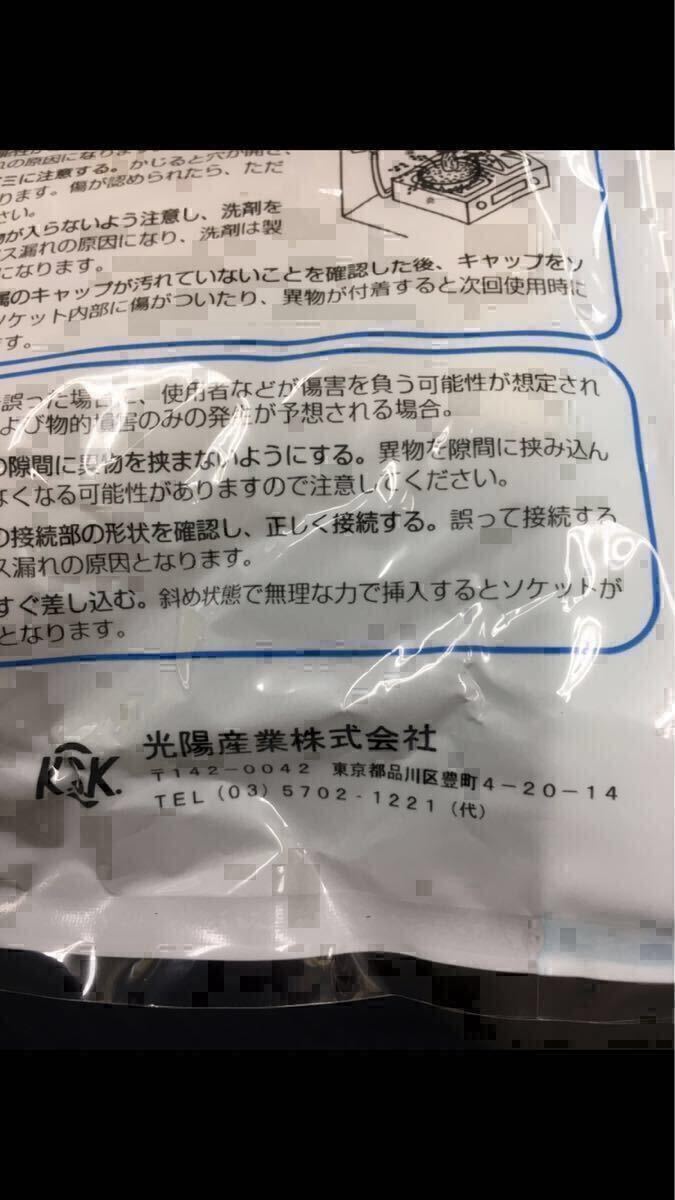 れの原因になります
ミに注意する。かじると穴が開き、
ります。傷が認められたら、ただ
さい。
物が入らないよう注意し、洗剤を
ス漏れの原因になり、洗剤は製
になります。
属のキャップが汚れていないことを確認した後、キャップをソ
ソケット内部に傷がついたり、異物が付着すると次回使用時に
す。
誤った場合に、使用者などが傷害を負う可能性が想定され
よび物的損害のみの発生が予想される場合。
の隙間に異物を挟まないようにする。異物を隙間に挟み込ん
なくなる可能性がありますので注意してください。
の接続部の形状を確認し、正しく接続する。誤って接続する
ス漏れの原因となります。
すぐ差し込む。斜め状態で無理な力で挿入するとソケットが
となります。
光陽産業株式会社
〒142-0042 東京都品川区豊町4-20-14
TEL (03) 5702-1221 (代)